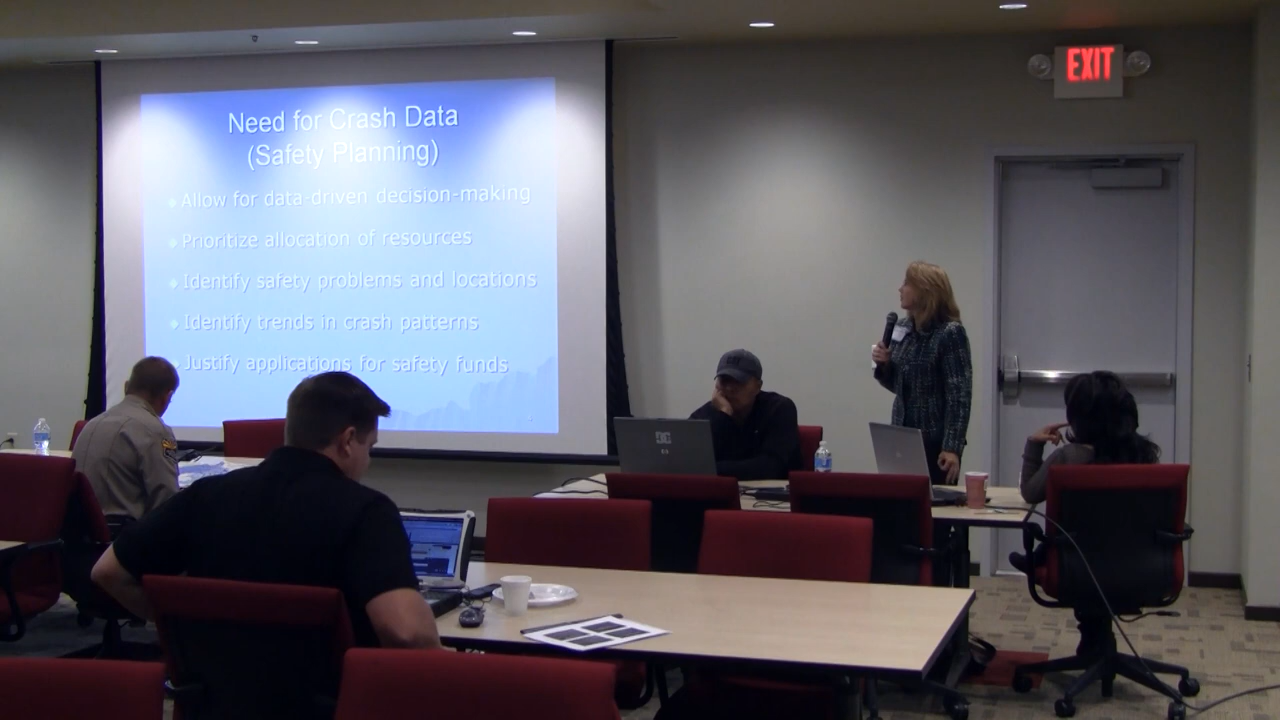 Need for Crash Data
(Safety Planning)
Allow for data-driven decision-making
Prioritize allocation of resources
Identify safety problems and locations
Identify trends in crash patterns
Justify applications for safety funds
EXIT
hp